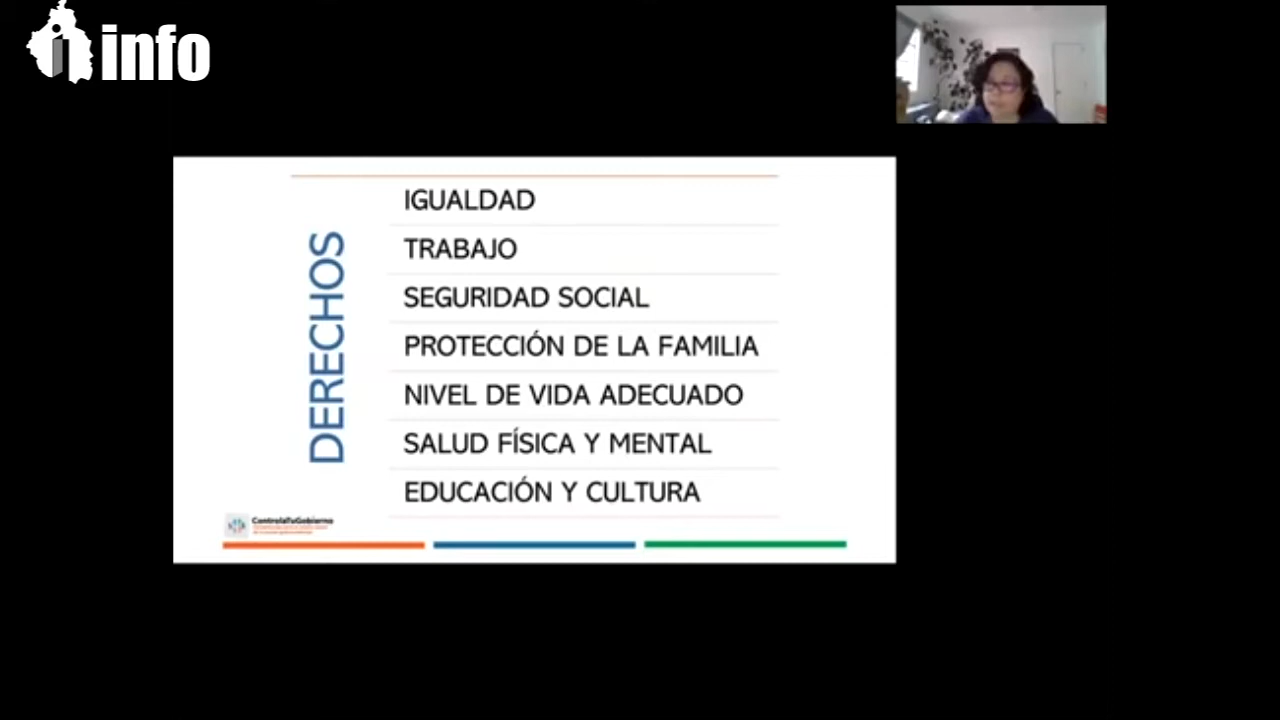 info
DERECHOS
IGUALDAD
TRABAJO
SEGURIDAD SOCIAL
PROTECCIÓN DE LA FAMILIA
NIVEL DE VIDA ADECUADO
SALUD FÍSICA Y MENTAL
EDUCACIÓN Y CULTURA
ControlaTuGobierno